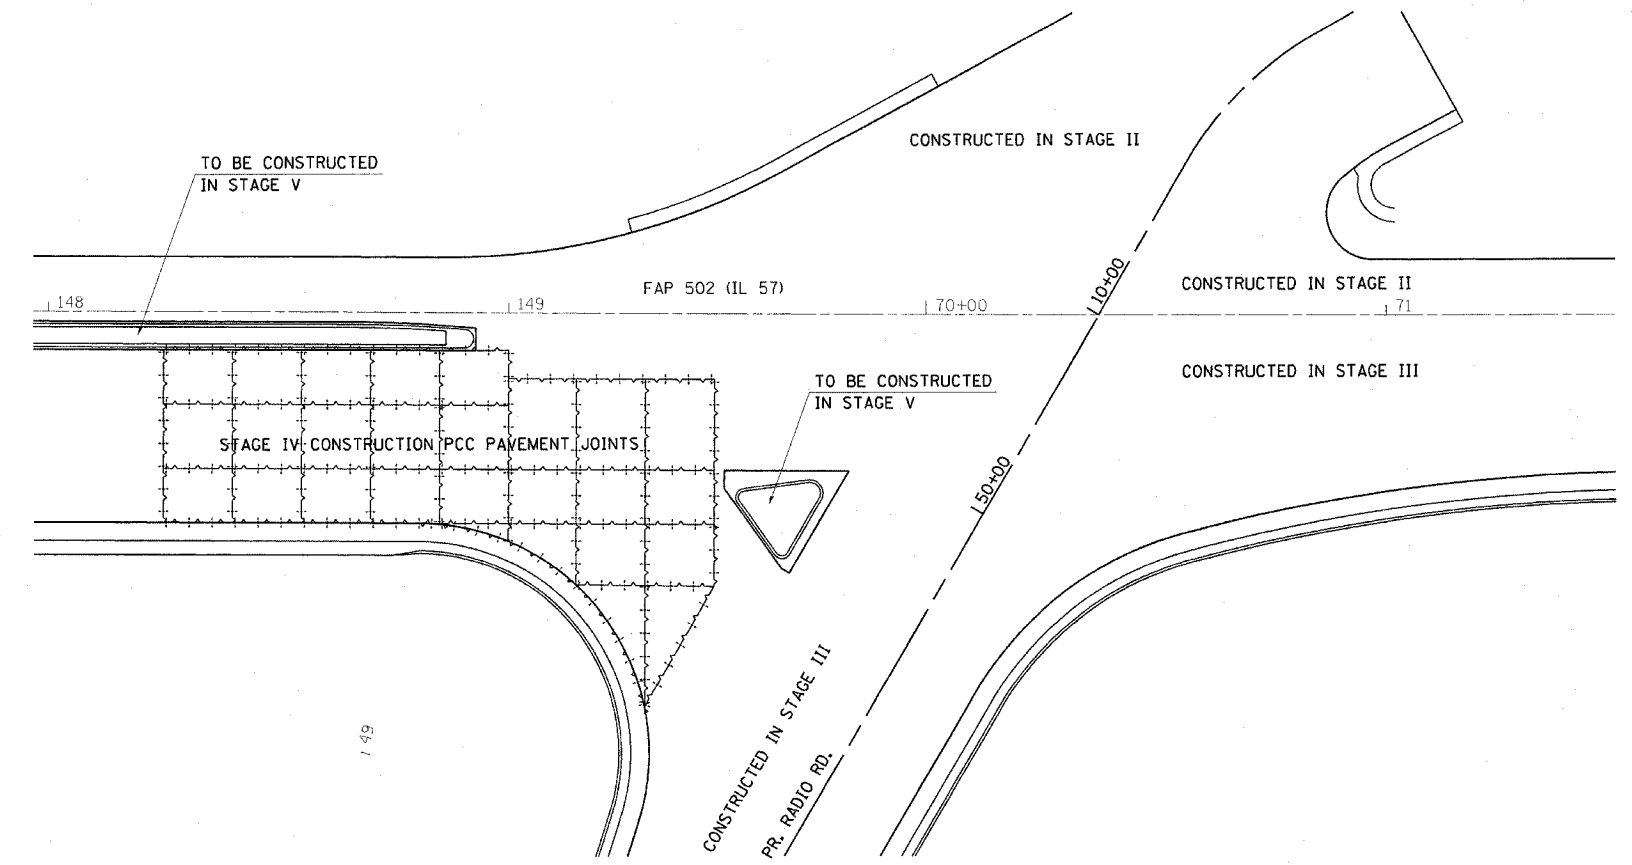 CONSTRUCTED IN STAGE II
TO BE CONSTRUCTED
IN STAGE V
10+00
CONSTRUCTED IN STAGE II
FAP 502 (IL 57)
148
149
70+00
71
CONSTRUCTED IN STAGE III
TO BE CONSTRUCTED
IN STAGE V
STAGE IV CONSTRUCTION PCC PAVEMENT JOINTS
50+00
CONSTRUCTED IN STAGE III
149
PR. RADIO RD.